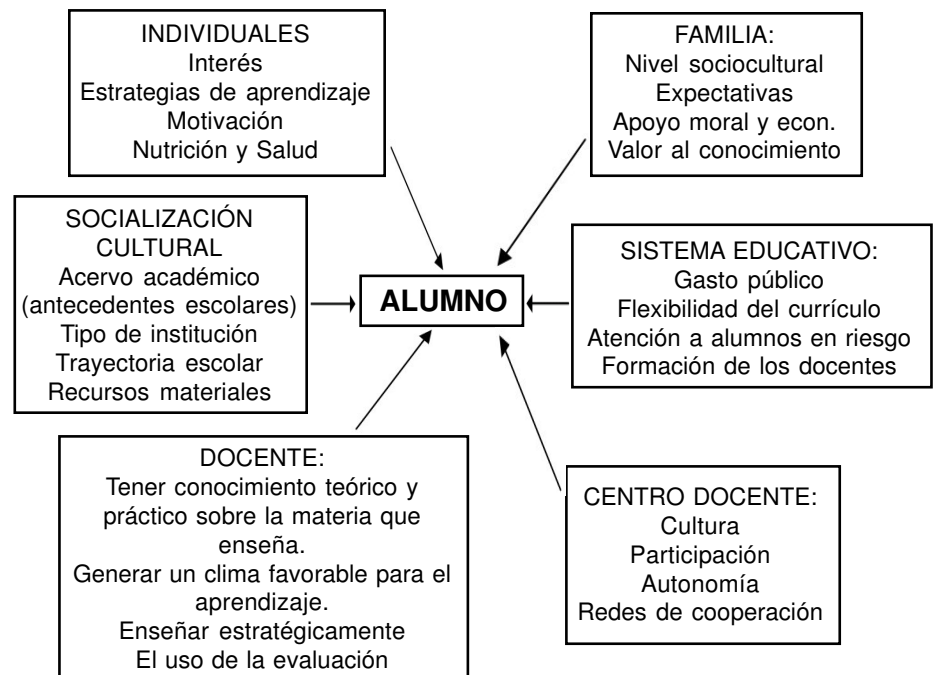 INDIVIDUALES
Interés
Estrategias de aprendizaje
Motivación
Nutrición y Salud
FAMILIA:
Nivel sociocultural
Expectativas
Apoyo moral y econ.
Valor al conocimiento
SOCIALIZACIÓN
CULTURAL
Acervo académico
(antecedentes escolares)
Tipo de institución
Trayectoria escolar
Recursos materiales
ALUMNO
SISTEMA EDUCATIVO:
Gasto público
Flexibilidad del currículo
Atención a alumnos en riesgo
Formación de los docentes
DOCENTE:
Tener conocimiento teórico y
práctico sobre la materia que
enseña.
Generar un clima favorable para el
aprendizaje.
Enseñar estratégicamente
El uso de la evaluación
CENTRO DOCENTE:
Cultura
Participación
Autonomía
Redes de cooperación